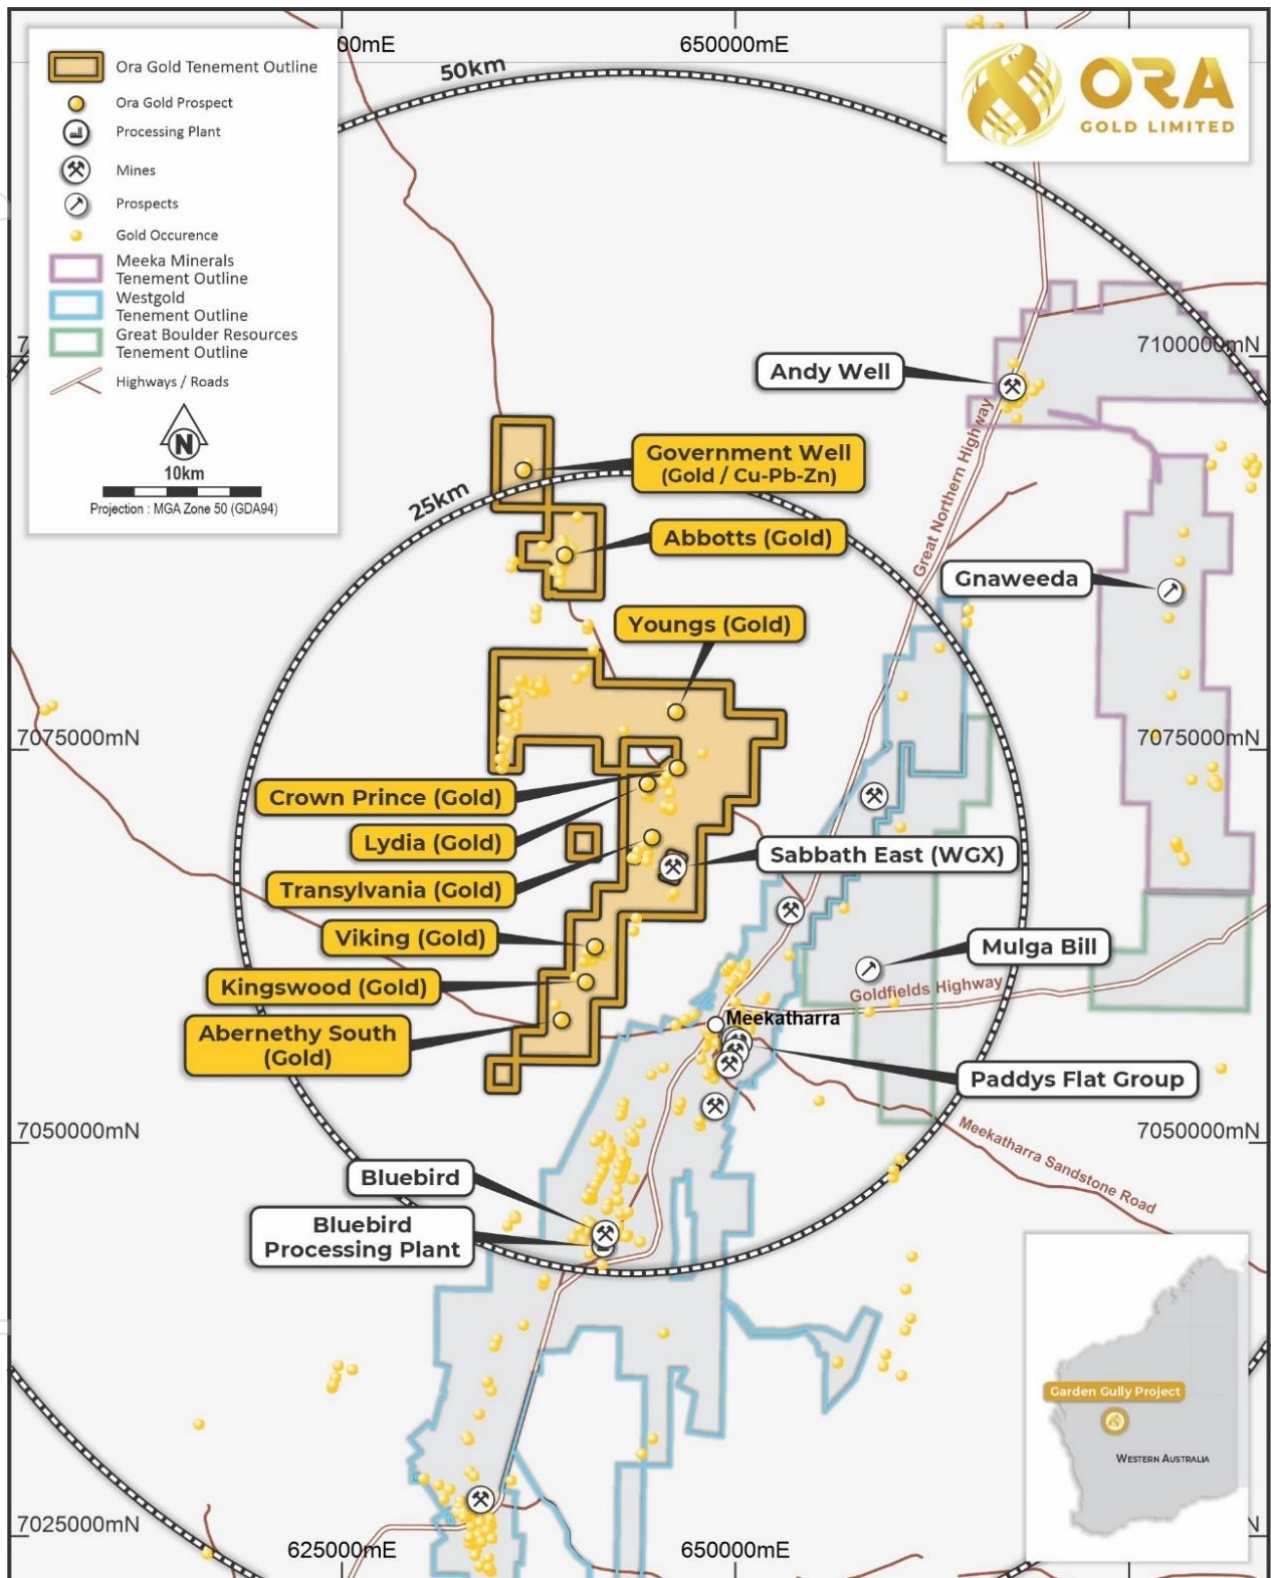 00mE
650000mE
50km
Ora Gold Tenement Outline
Ora Gold Prospect
Processing Plant
Mines
Prospects
Gold Occurence
Meeka Minerals
Tenement Outline
Westgold
Tenement Outline
Great Boulder Resources
Tenement Outline
Highways / Roads
N
10km
Projection : MGA Zone 50 (GDA94)
ORA
GOLD LIMITED
7100000mN
Andy Well
Great Northern Highway
Government Well
(Gold / Cu-Pb-Zn)
25km
Abbotts (Gold)
Gnaweeda
Youngs (Gold)
7075000mN
7075000mN
Crown Prince (Gold)
Lydia (Gold)
Sabbath East (WGX)
Transylvania (Gold)
Viking (Gold)
Mulga Bill
Kingswood (Gold)
Goldfields Highway
Meekatharra
Abernethy South
(Gold)
Paddys Flat Group
7050000mN
7050000mN
Meekatharra Sandstone Road
Bluebird
Bluebird
Processing Plant
Garden Gully Project
Western Australia
7025000mN
N
625000mE
650000mE